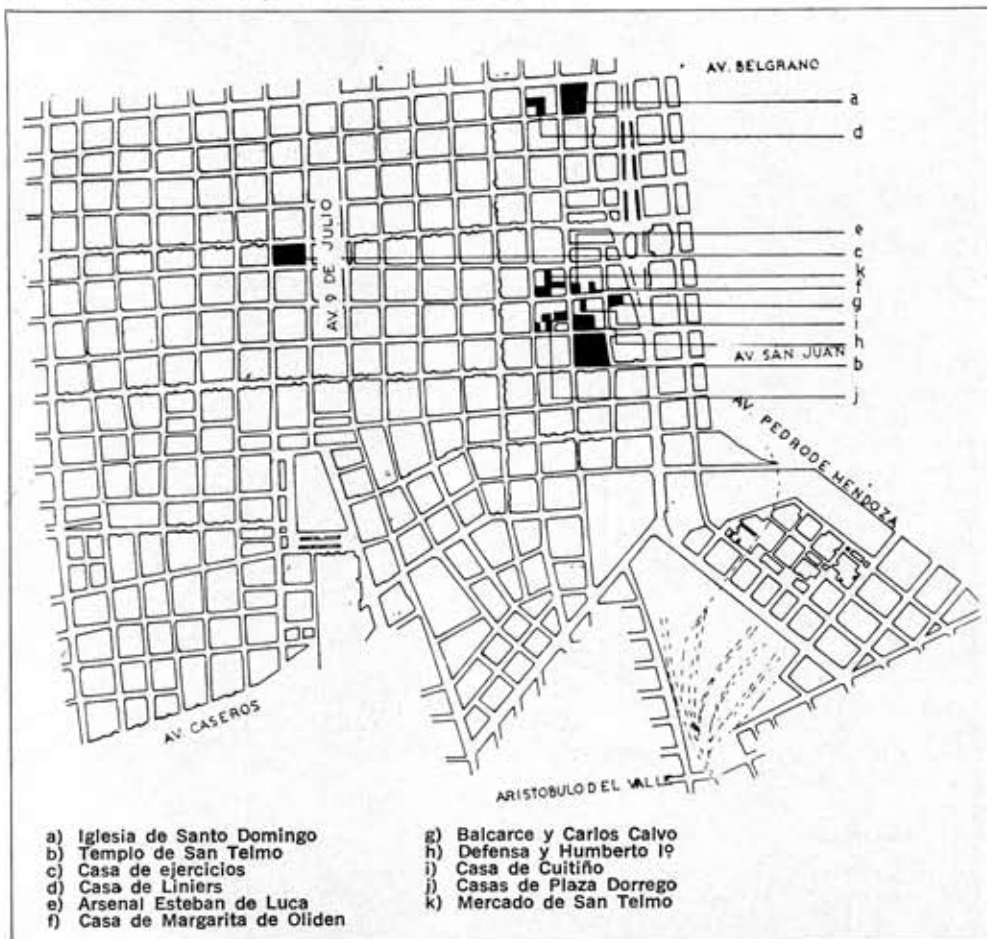 AV. BELGRANO
a
d
AV. 9 DE JULIO
e
c
k
f
g
i
h
AV. SAN JUAN
b
j
AV. PEDRO DE MENDOZA
AV. CASEROS
ARISTOBULO DEL VALLE
a) Iglesia de Santo Domingo
b) Templo de San Telmo
c) Casa de ejercicios
d) Casa de Liniers
e) Arsenal Esteban de Luca
f) Casa de Margarita de Oliden
g) Balcarce y Carlos Calvo
h) Defensa y Humberto Iº
i) Casa de Cuitiño
j) Casas de Plaza Dorrego
k) Mercado de San Telmo